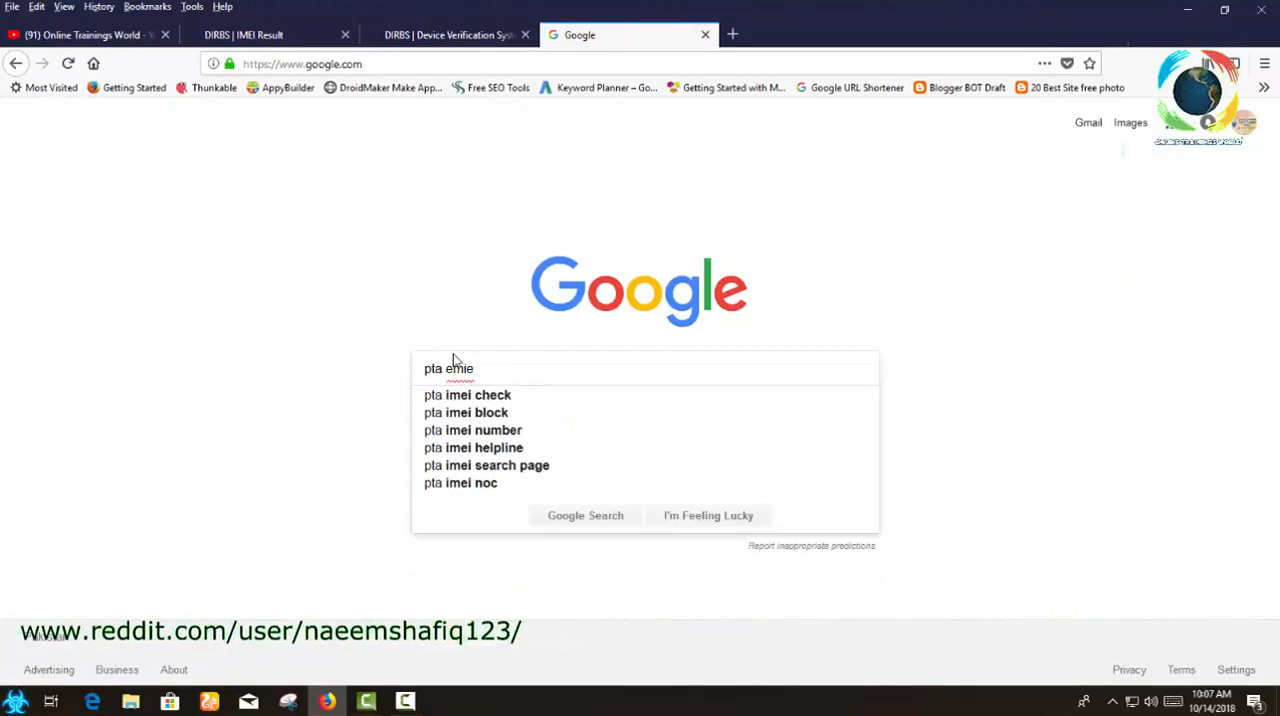 File Edit View History Bookmarks Tools Help
(91) Online Trainings World - Y
DIRBS | IMEI Result
DIRBS | Device Verification Syst
Google
https://www.google.com
Most Visited
Getting Started
Thunkable
AppyBuilder
DroidMaker Make App...
Free SEO Tools
Keyword Planner – Go...
Getting Started with M...
Google URL Shortener
Blogger BOT Draft
20 Best Site free photo
Gmail Images
ONLINE TRAININGS WORLD
Google
pta emie
pta imei check
pta imei block
pta imei number
pta imei helpline
pta imei search page
pta imei noc
Google Search
I'm Feeling Lucky
Report inappropriate predictions
www.reddit.com/user/naeemshafiq123/
Pakistan
Advertising Business About
Privacy Terms Settings
10:07 AM
10/14/2018
3